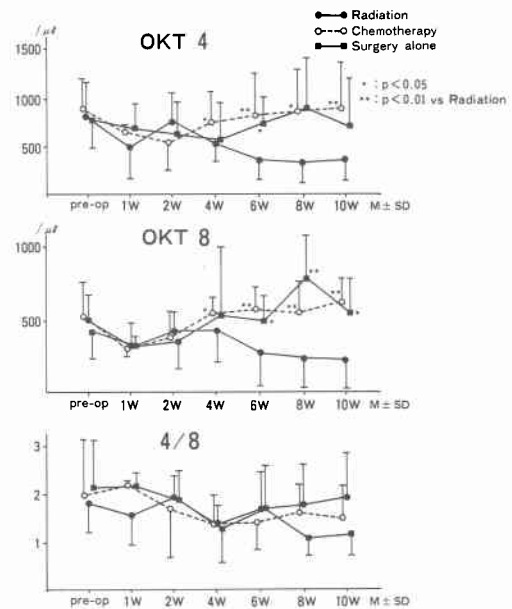 Radiation
Chemotherapy
Surgery alone
/μℓ
OKT 4
1500
1000
500
* : p<0.05
** : p<0.01 vs Radiation
* ** * **
*
pre-op 1W 2W 4W 6W 8W 10W M ± SD
/μℓ
OKT 8
1000
500
* ** ** ** **
* *
pre-op 1W 2W 4W 6W 8W 10W M ± SD
4/8
3
2
1
pre-op 1W 2W 4W 6W 8W 10W M ± SD